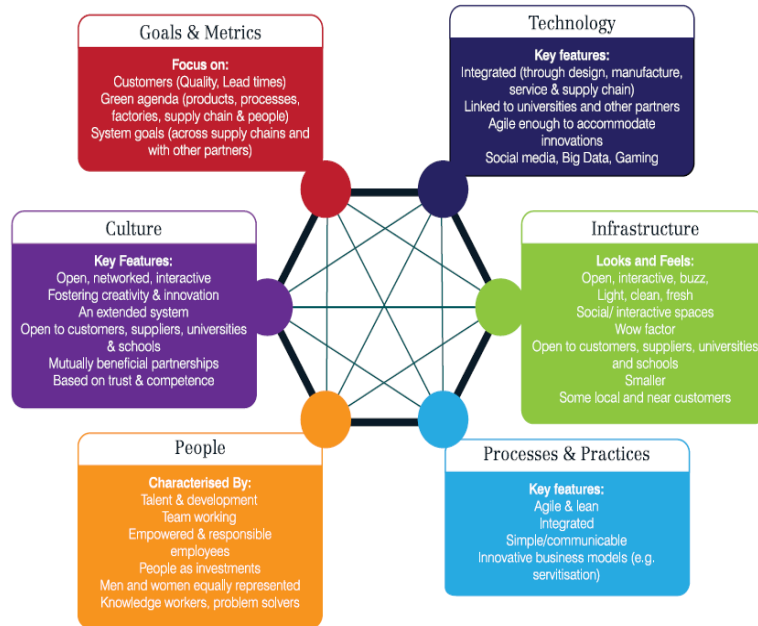 Goals & Metrics
Focus on:
Customers (Quality, Lead times)
Green agenda (products, processes,
factories, supply chain & people)
System goals (across supply chains and
with other partners)
Technology
Key features:
Integrated (through design, manufacture,
service & supply chain)
Linked to universities and other partners
Agile enough to accommodate
innovations
Social media, Big Data, Gaming
Culture
Key Features:
Open, networked, interactive
Fostering creativity & innovation
An extended system
Open to customers, suppliers, universities
& schools
Mutually beneficial partnerships
Based on trust & competence
Infrastructure
Looks and Feels:
Open, interactive, buzz,
Light, clean, fresh
Social/ interactive spaces
Wow factor
Open to customers, suppliers, universities
and schools
Smaller
Some local and near customers
People
Characterised By:
Talent & development
Team working
Empowered & responsible
employees
People as investments
Men and women equally represented
Knowledge workers, problem solvers
Processes & Practices
Key features:
Agile & lean
Integrated
Simple/communicable
Innovative business models (e.g.
servitisation)